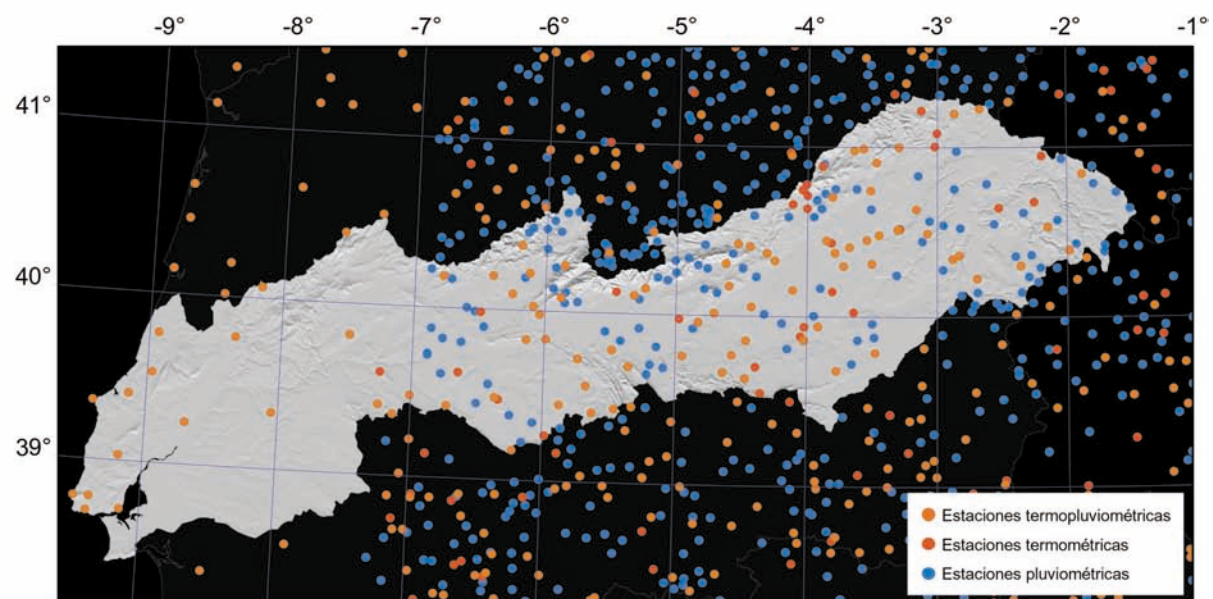 -9° -8° -7° -6° -5° -4° -3° -2° -1°
41°
40°
39°
Estaciones termopluviométricas
Estaciones termométricas
Estaciones pluviométricas